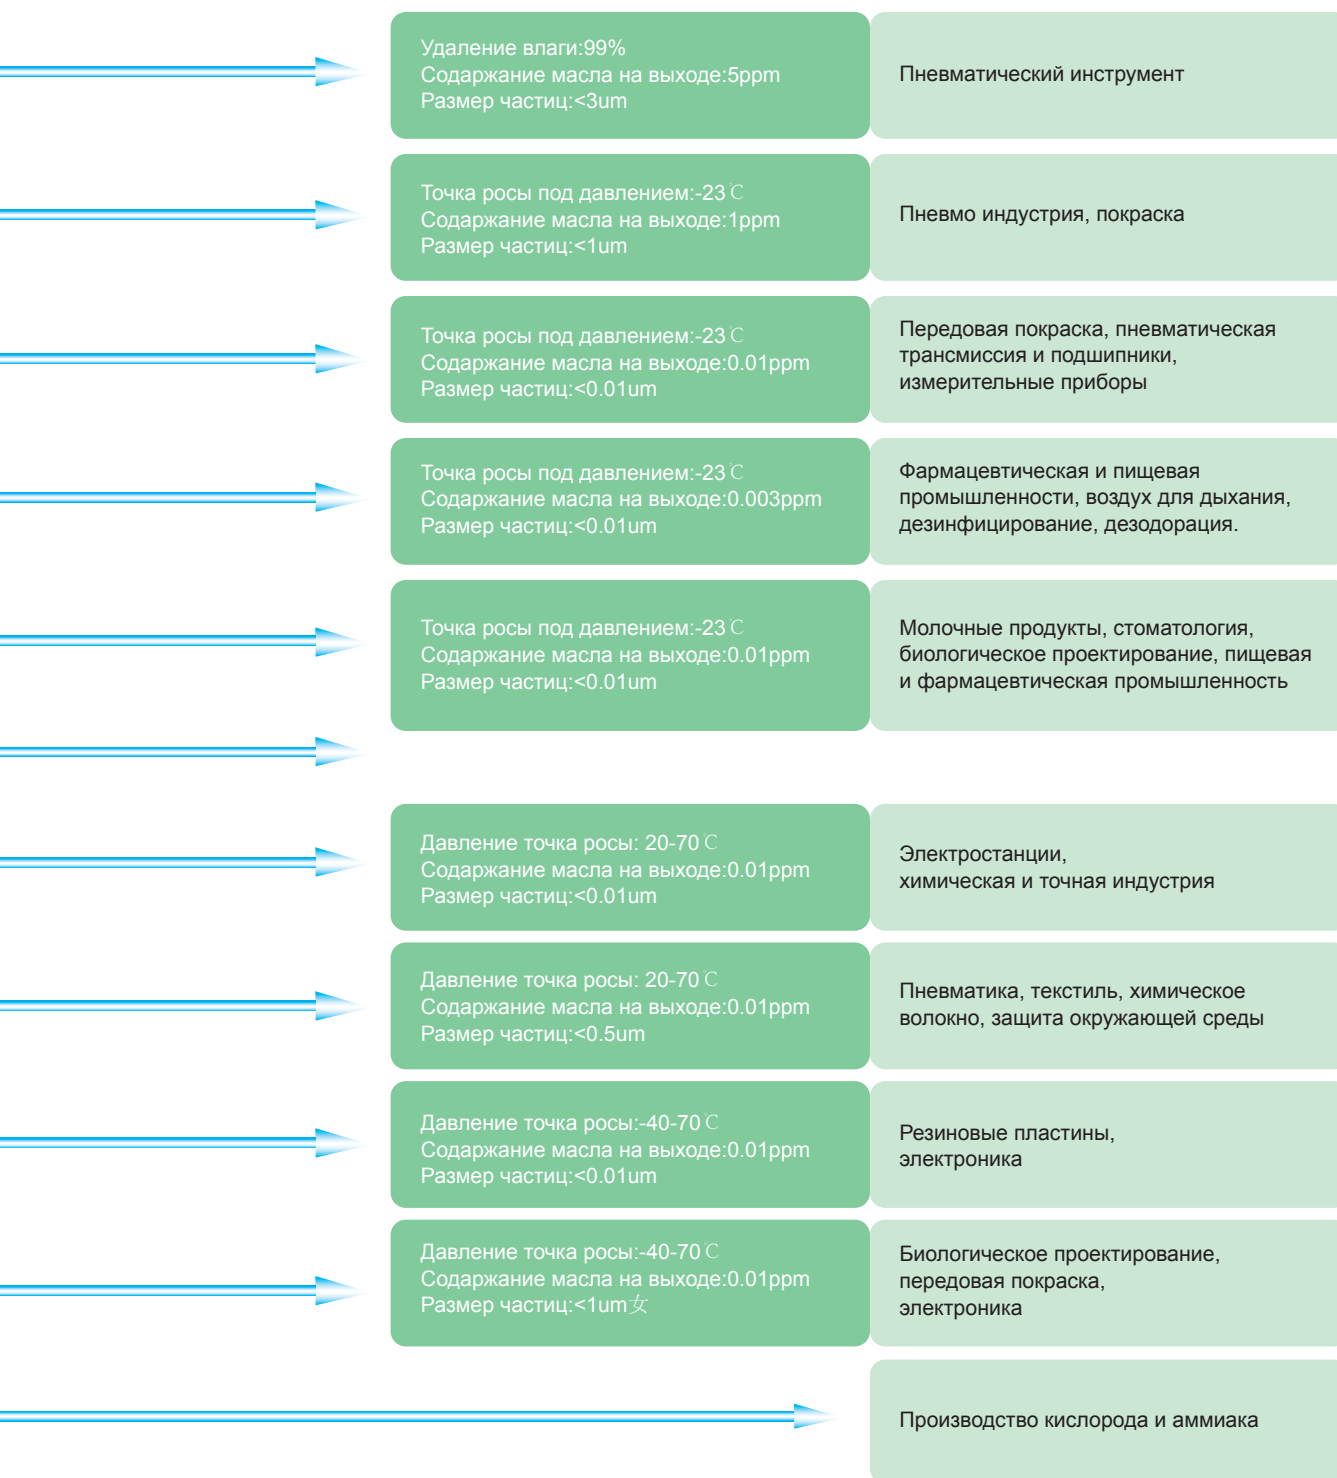 Удаление влаги:99%
Содаржание масла на выходе:5ppm
Размер частиц:<3um
Пневматический инструмент
Точка росы под давлением:-23℃
Содаржание масла на выходе:1ppm
Размер частиц:<1um
Пневмо индустрия, покраска
Точка росы под давлением:-23℃
Содаржание масла на выходе:0.01ppm
Размер частиц:<0.01um
Передовая покраска, пневматическая
трансмиссия и подшипники,
измерительные приборы
Точка росы под давлением:-23℃
Содаржание масла на выходе:0.003ppm
Размер частиц:<0.01um
Фармацевтическая и пищевая
промышленности, воздух для дыхания,
дезинфицирование, дезодорация.
Точка росы под давлением:-23℃
Содаржание масла на выходе:0.01ppm
Размер частиц:<0.01um
Молочные продукты, стоматология,
биологическое проектирование, пищевая
и фармацевтическая промышленность
Давление точка росы: 20-70℃
Содаржание масла на выходе:0.01ppm
Размер частиц:<0.01um
Электростанции,
химическая и точная индустрия
Давление точка росы: 20-70℃
Содаржание масла на выходе:0.01ppm
Размер частиц:<0.5um
Пневматика, текстиль, химическое
волокно, защита окружающей среды
Давление точка росы:-40-70℃
Содаржание масла на выходе:0.01ppm
Размер частиц:<0.01um
Резиновые пластины,
электроника
Давление точка росы:-40-70℃
Содаржание масла на выходе:0.01ppm
Размер частиц:<1um女
Биологическое проектирование,
передовая покраска,
электроника
Производство кислорода и аммиака